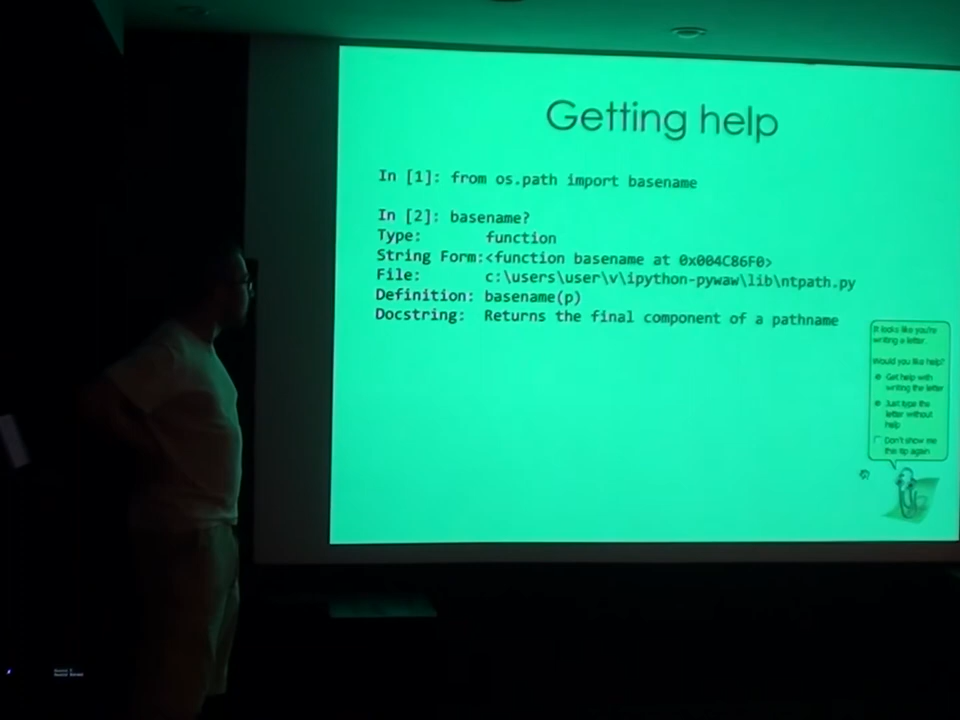 Getting help
In [1]: from os.path import basename
In [2]: basename?
Type: function
String Form:<function basename at 0x004C86F0>
File: c:\users\user\v\ipython-pywaw\lib\ntpath.py
Definition: basename(p)
Docstring: Returns the final component of a pathname
It looks like you're
writing a letter.
Would you like help?
Get help with
writing the letter
Just type the
letter without
help
Don't show me
this tip again